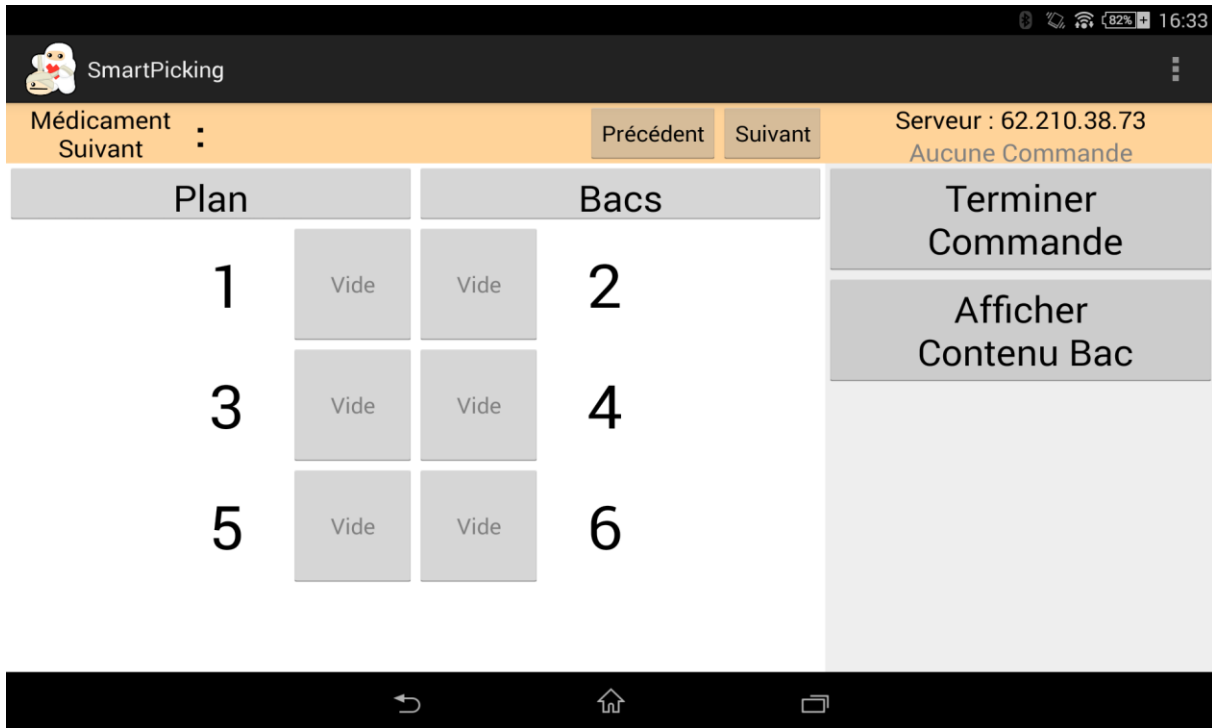 82% 16:33
SmartPicking
Médicament
Suivant
:
Précédent Suivant
Serveur : 62.210.38.73
Aucune Commande
Plan Bacs
Terminer
Commande
1 Vide Vide 2
Afficher
Contenu Bac
3 Vide Vide 4
5 Vide Vide 6